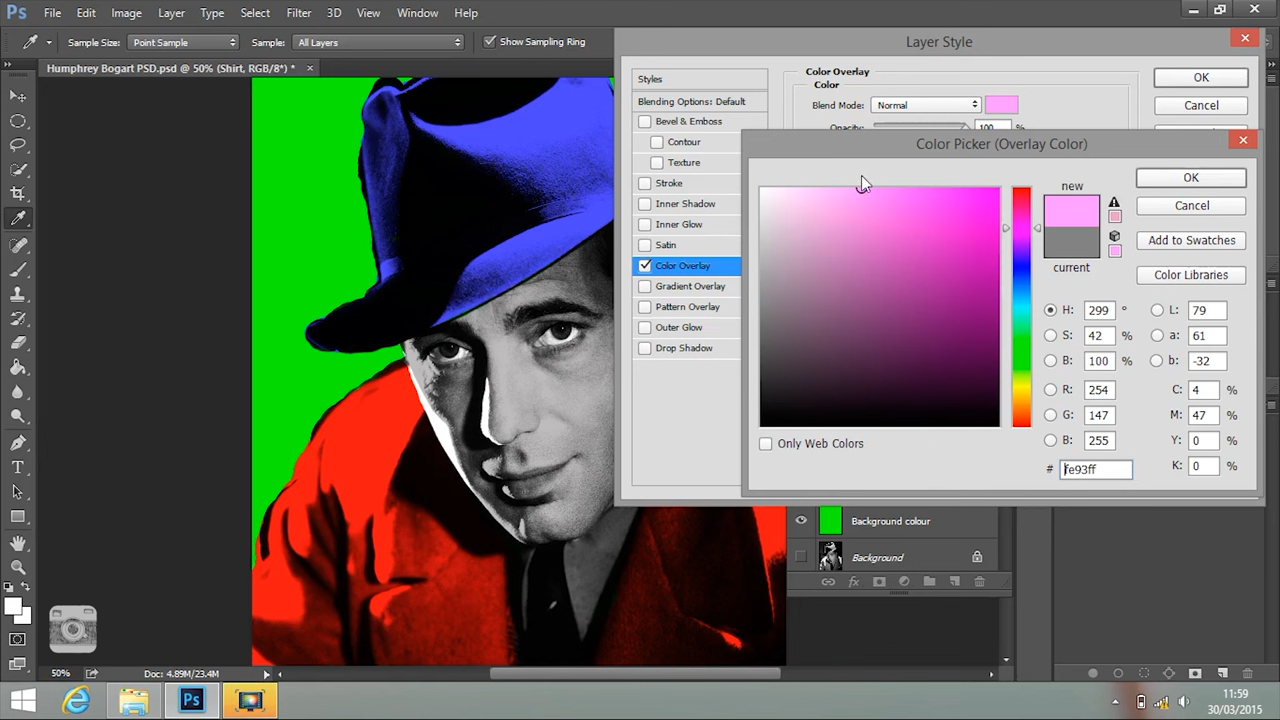 Ps File Edit Image Layer Type Select Filter 3D View Window Help
Sample Size: Point Sample Sample: All Layers Show Sampling Ring
Humphrey Bogart PSD.psd @ 50% (Shirt, RGB/8*) *
Layer Style
Styles
Blending Options: Default
Bevel & Emboss
Contour
Texture
Stroke
Inner Shadow
Inner Glow
Satin
Color Overlay
Gradient Overlay
Pattern Overlay
Outer Glow
Drop Shadow
Color Overlay
Color
Blend Mode: Normal
Opacity: 100 %
OK
Cancel
Color Picker (Overlay Color)
new
current
OK
Cancel
Add to Swatches
Color Libraries
H: 299 ° L: 79
S: 42 % a: 61
B: 100 % b: -32
R: 254 C: 4 %
G: 147 M: 47 %
B: 255 Y: 0 %
# fe93ff K: 0 %
Only Web Colors
Background colour
Background
fx
T
50% Doc: 4.89M/23.4M
Ps
11:59
30/03/2015